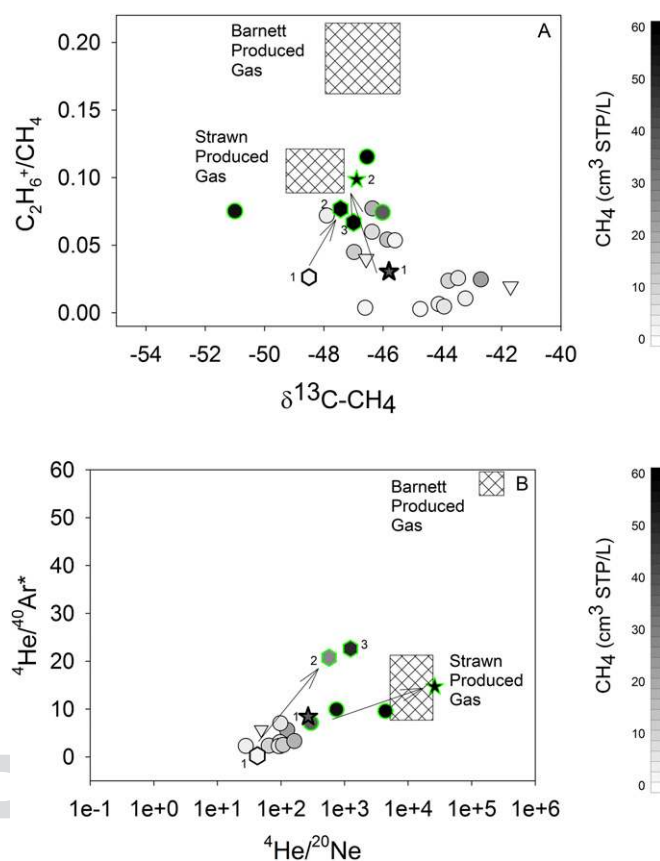 A
Barnett
Produced
Gas
Strawn
Produced
Gas
0.20
0.15
0.10
0.05
0.00
C₂H₆⁺/CH₄
2
2
3
1
1
-54 -52 -50 -48 -46 -44 -42 -40
δ¹³C-CH₄
60
50
40
30
20
10
0
CH₄ (cm³ STP/L)
B
Barnett
Produced
Gas
Strawn
Produced
Gas
60
50
40
30
20
10
0
⁴He/⁴⁰Ar*
2
3
1
1
1e-1 1e+0 1e+1 1e+2 1e+3 1e+4 1e+5 1e+6
⁴He/²⁰Ne
60
50
40
30
20
10
0
CH₄ (cm³ STP/L)